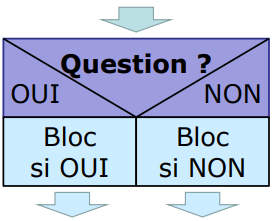 Question ?
OUI
NON
Bloc
si OUI
Bloc
si NON